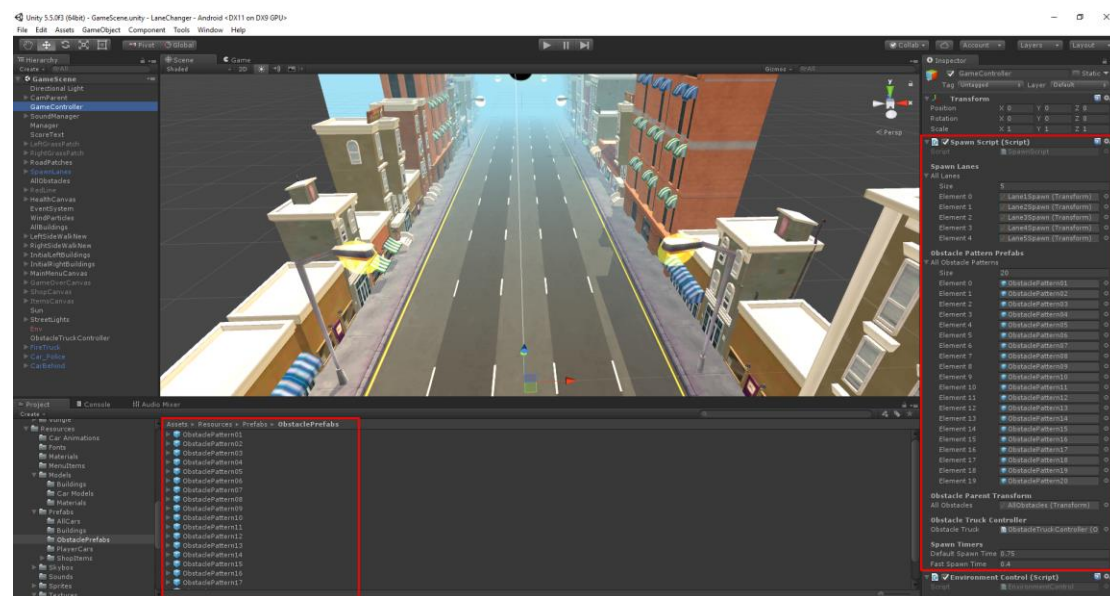 Unity 5.5.0f3 (64bit) - GameScene.unity - LaneChanger - Android <DX11 on DX9 GPU>
File Edit Assets GameObject Component Tools Window Help
Pivot Global
Collab Account Layers Layout
Hierarchy
Create All
GameScene
Directional Light
CamParent
GameController
SoundManager
Manager
ScoreText
LeftGrassPatch
RightGrassPatch
RoadPatches
SpawnLanes
AllObstacles
RedLine
HealthCanvas
EventSystem
WindParticles
AllBuildings
LeftSideWalkNew
RightSideWalkNew
InitialLeftBuildings
InitialRightBuildings
MainMenuCanvas
GameOverCanvas
ShopCanvas
ItemsCanvas
Sun
StreetLights
Env
ObstacleTruckController
FireTruck
Car_Police
CarBehind
Scene Game
Shaded 2D Gizmos All
y
x
Persp
Project Console Audio Mixer
Create
Vungle
Resources
Car Animations
Fonts
Materials
MenuItems
Models
Buildings
Car Models
Materials
Prefabs
AllCars
Buildings
ObstaclePrefabs
PlayerCars
ShopItems
Skybox
Sounds
Sprites
Textures
Assets Resources Prefabs ObstaclePrefabs
ObstaclePattern01
ObstaclePattern02
ObstaclePattern03
ObstaclePattern04
ObstaclePattern05
ObstaclePattern06
ObstaclePattern07
ObstaclePattern08
ObstaclePattern09
ObstaclePattern10
ObstaclePattern11
ObstaclePattern12
ObstaclePattern13
ObstaclePattern14
ObstaclePattern15
ObstaclePattern16
ObstaclePattern17
Inspector
GameController Static
Tag Untagged Layer Default
Transform
Position X 0 Y 0 Z 8
Rotation X 0 Y 0 Z 0
Scale X 1 Y 1 Z 1
Spawn Script (Script)
Script SpawnScript
Spawn Lanes
All Lanes
Size 5
Element 0 Lane1Spawn (Transform)
Element 1 Lane2Spawn (Transform)
Element 2 Lane3Spawn (Transform)
Element 3 Lane4Spawn (Transform)
Element 4 Lane5Spawn (Transform)
Obstacle Pattern Prefabs
All Obstacle Patterns
Size 20
Element 0 ObstaclePattern01
Element 1 ObstaclePattern02
Element 2 ObstaclePattern03
Element 3 ObstaclePattern04
Element 4 ObstaclePattern05
Element 5 ObstaclePattern06
Element 6 ObstaclePattern07
Element 7 ObstaclePattern08
Element 8 ObstaclePattern09
Element 9 ObstaclePattern10
Element 10 ObstaclePattern11
Element 11 ObstaclePattern12
Element 12 ObstaclePattern13
Element 13 ObstaclePattern14
Element 14 ObstaclePattern15
Element 15 ObstaclePattern16
Element 16 ObstaclePattern17
Element 17 ObstaclePattern18
Element 18 ObstaclePattern19
Element 19 ObstaclePattern20
Obstacle Parent Transform
All Obstacles AllObstacles (Transform)
Obstacle Truck Controller
Obstacle Truck ObstacleTruckController (O
Spawn Timers
Default Spawn Time 0.75
Fast Spawn Time 0.4
Environment Control (Script)
Script EnvironmentControl